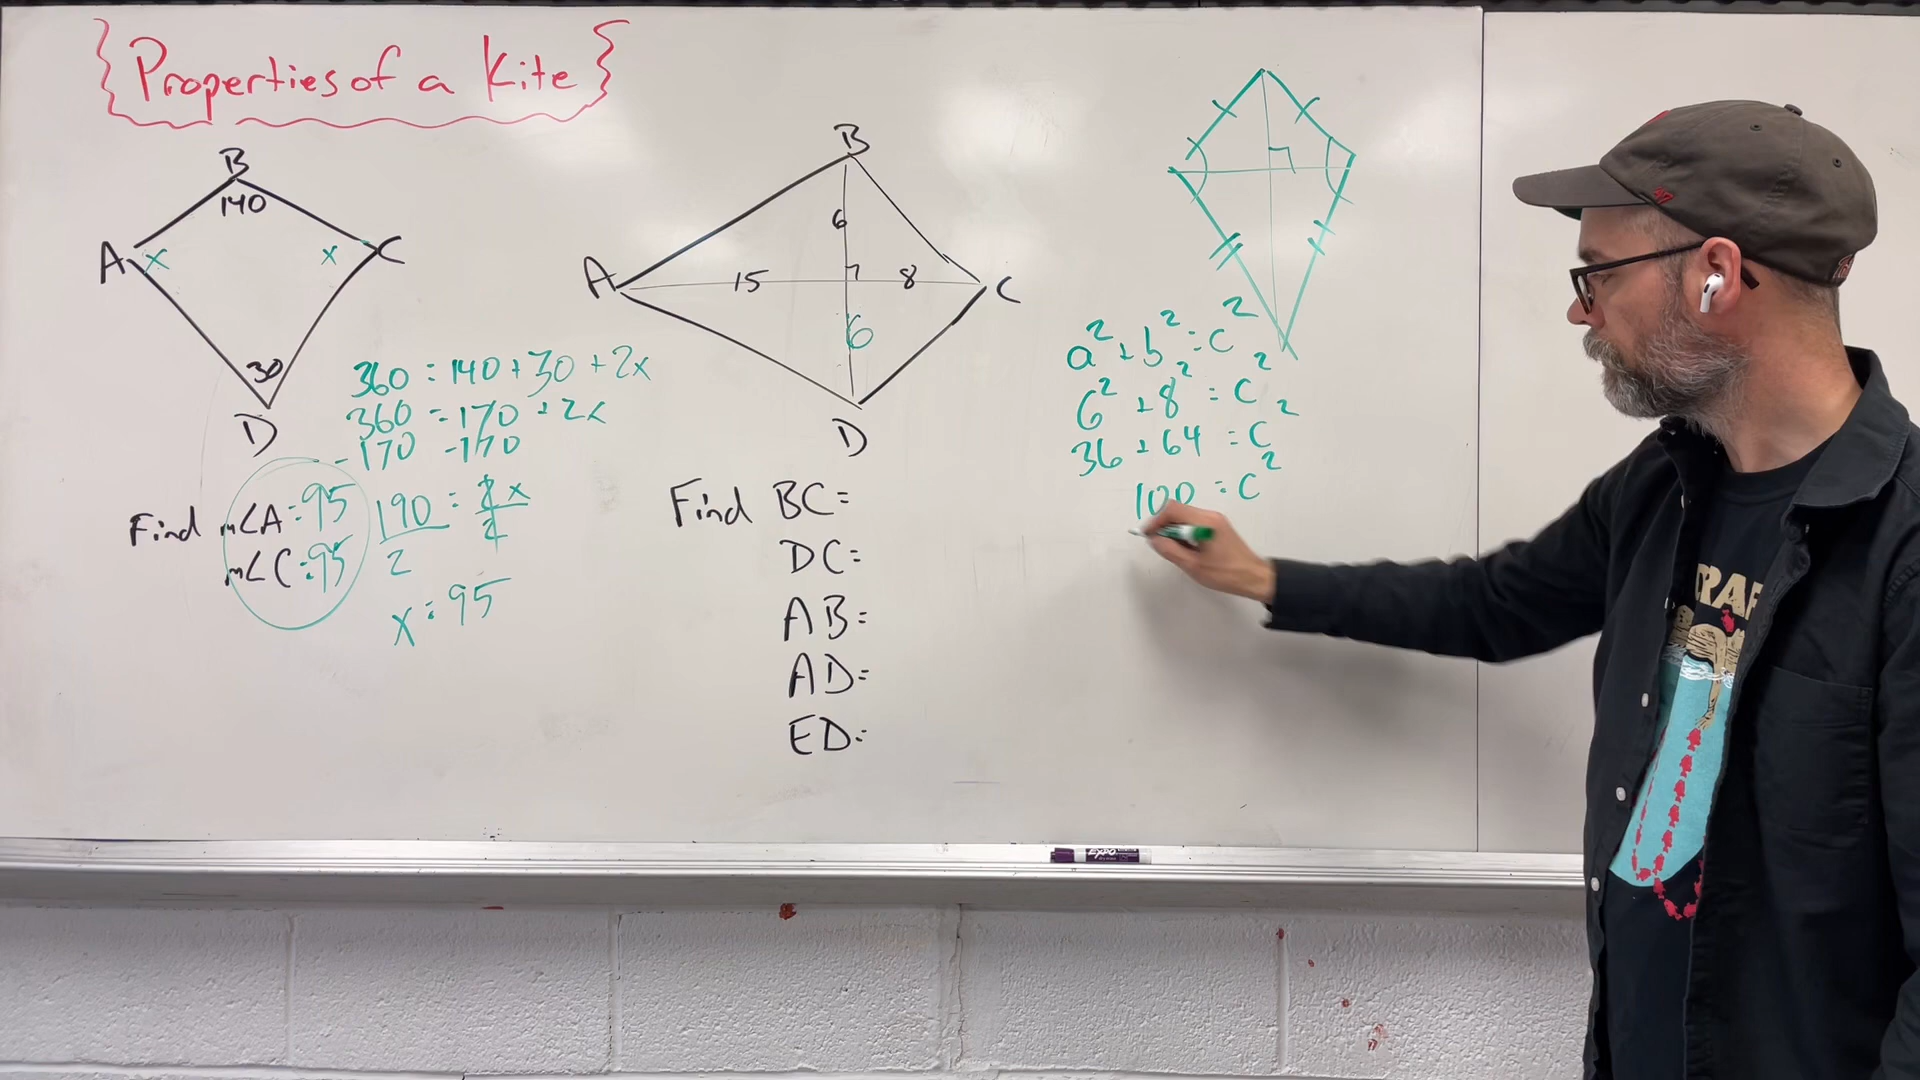 Properties of a Kite
B
140
A x x C
30
D
360 = 140 + 30 + 2x
360 = 170 + 2x
-170 -170
190 = 2x
2 2
x = 95
Find m∠A = 95
m∠C = 95
B
6
A 15 8 C
6
D
Find BC =
DC =
AB =
AD =
ED =
a² + b² = c²
6² + 8² = c²
36 + 64 = c²
100 = c²
EXPO